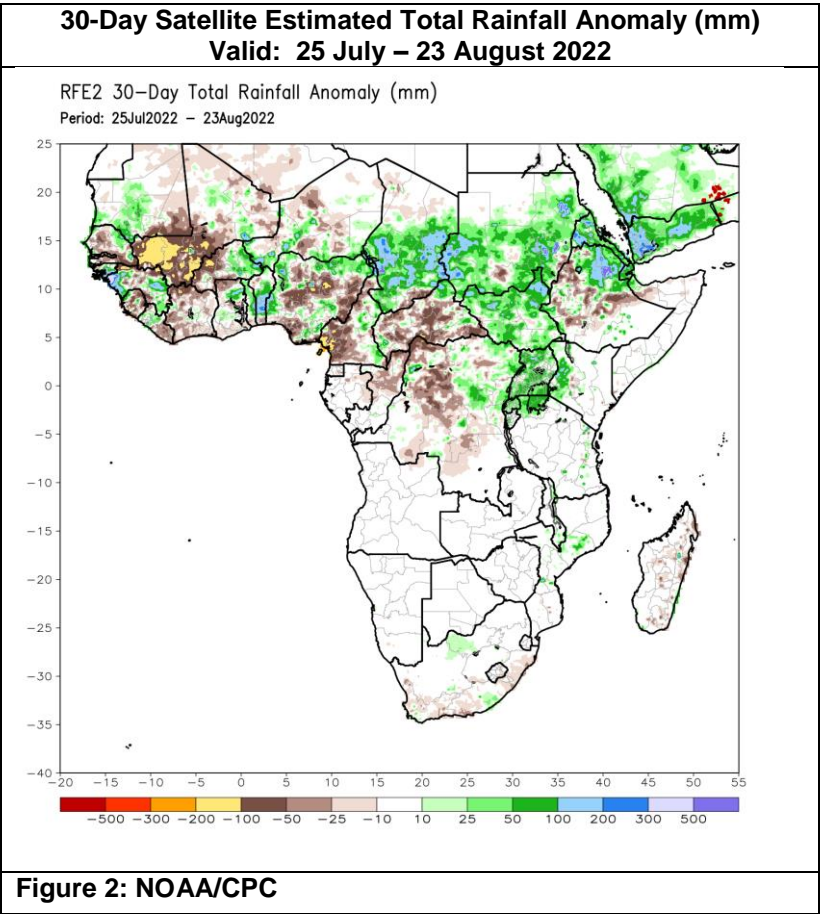 30-Day Satellite Estimated Total Rainfall Anomaly (mm)
Valid: 25 July – 23 August 2022
RFE2 30–Day Total Rainfall Anomaly (mm)
Period: 25Jul2022 – 23Aug2022
25
20
15
10
5
0
−5
−10
−15
−20
−25
−30
−35
−40
−20 −15 −10 −5 0 5 10 15 20 25 30 35 40 45 50 55
−500 −300 −200 −100 −50 −25 −10 10 25 50 100 200 300 500
Figure 2: NOAA/CPC